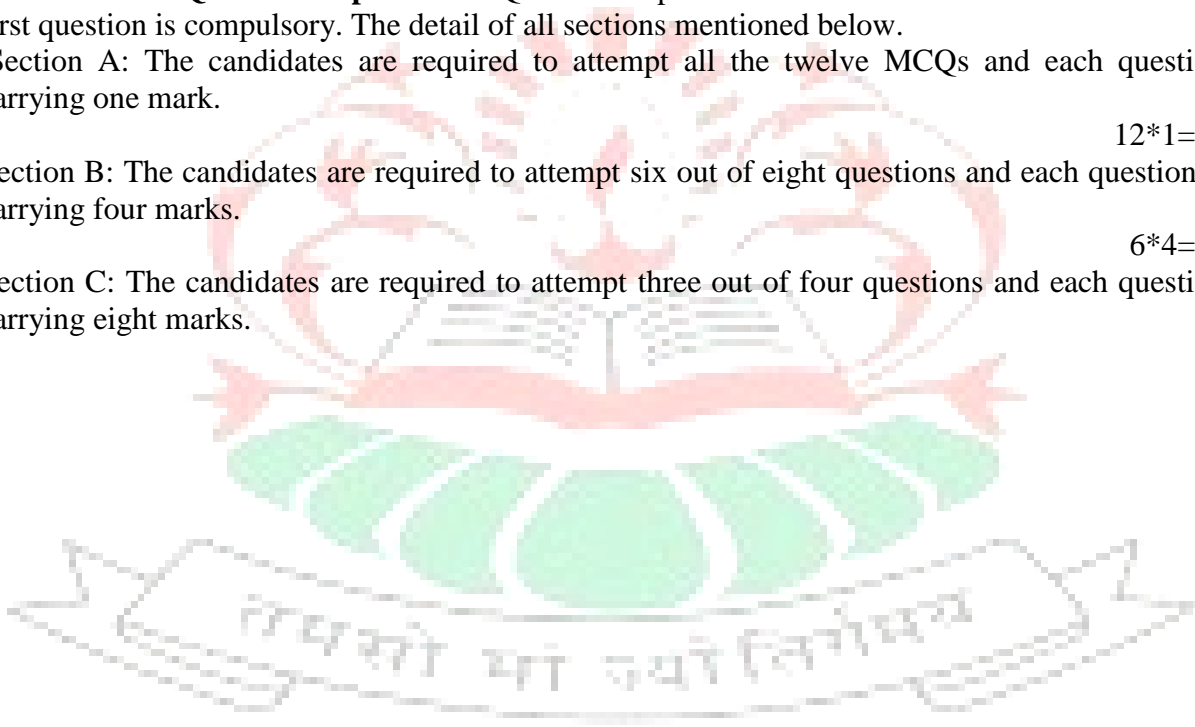 first question is compulsory. The detail of all sections mentioned below.
Section A: The candidates are required to attempt all the twelve MCQs and each questi
arrying one mark.
12*1=
ection B: The candidates are required to attempt six out of eight questions and each question
arrying four marks.
6*4=
ection C: The candidates are required to attempt three out of four questions and each questi
arrying eight marks.